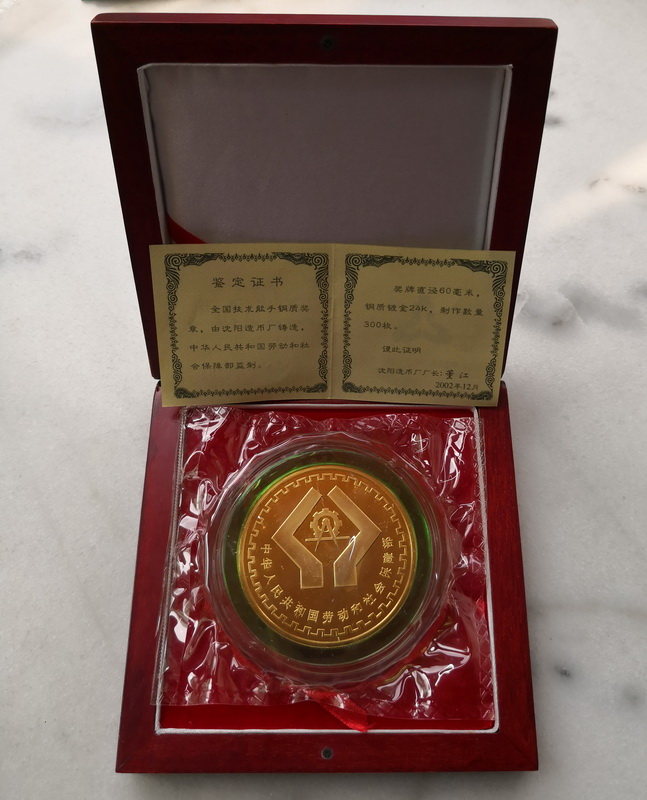 鉴定证书
全国技术能手铜质奖
章，由沈阳造币厂铸造，
中华人民共和国劳动和社
会保障部监制。
奖牌直径60毫米，
铜质镀金24K，制作数量
300枚。
谨此证明
沈阳造币厂厂长：董江
2002年12月
中华人民共和国劳动和社会保障部